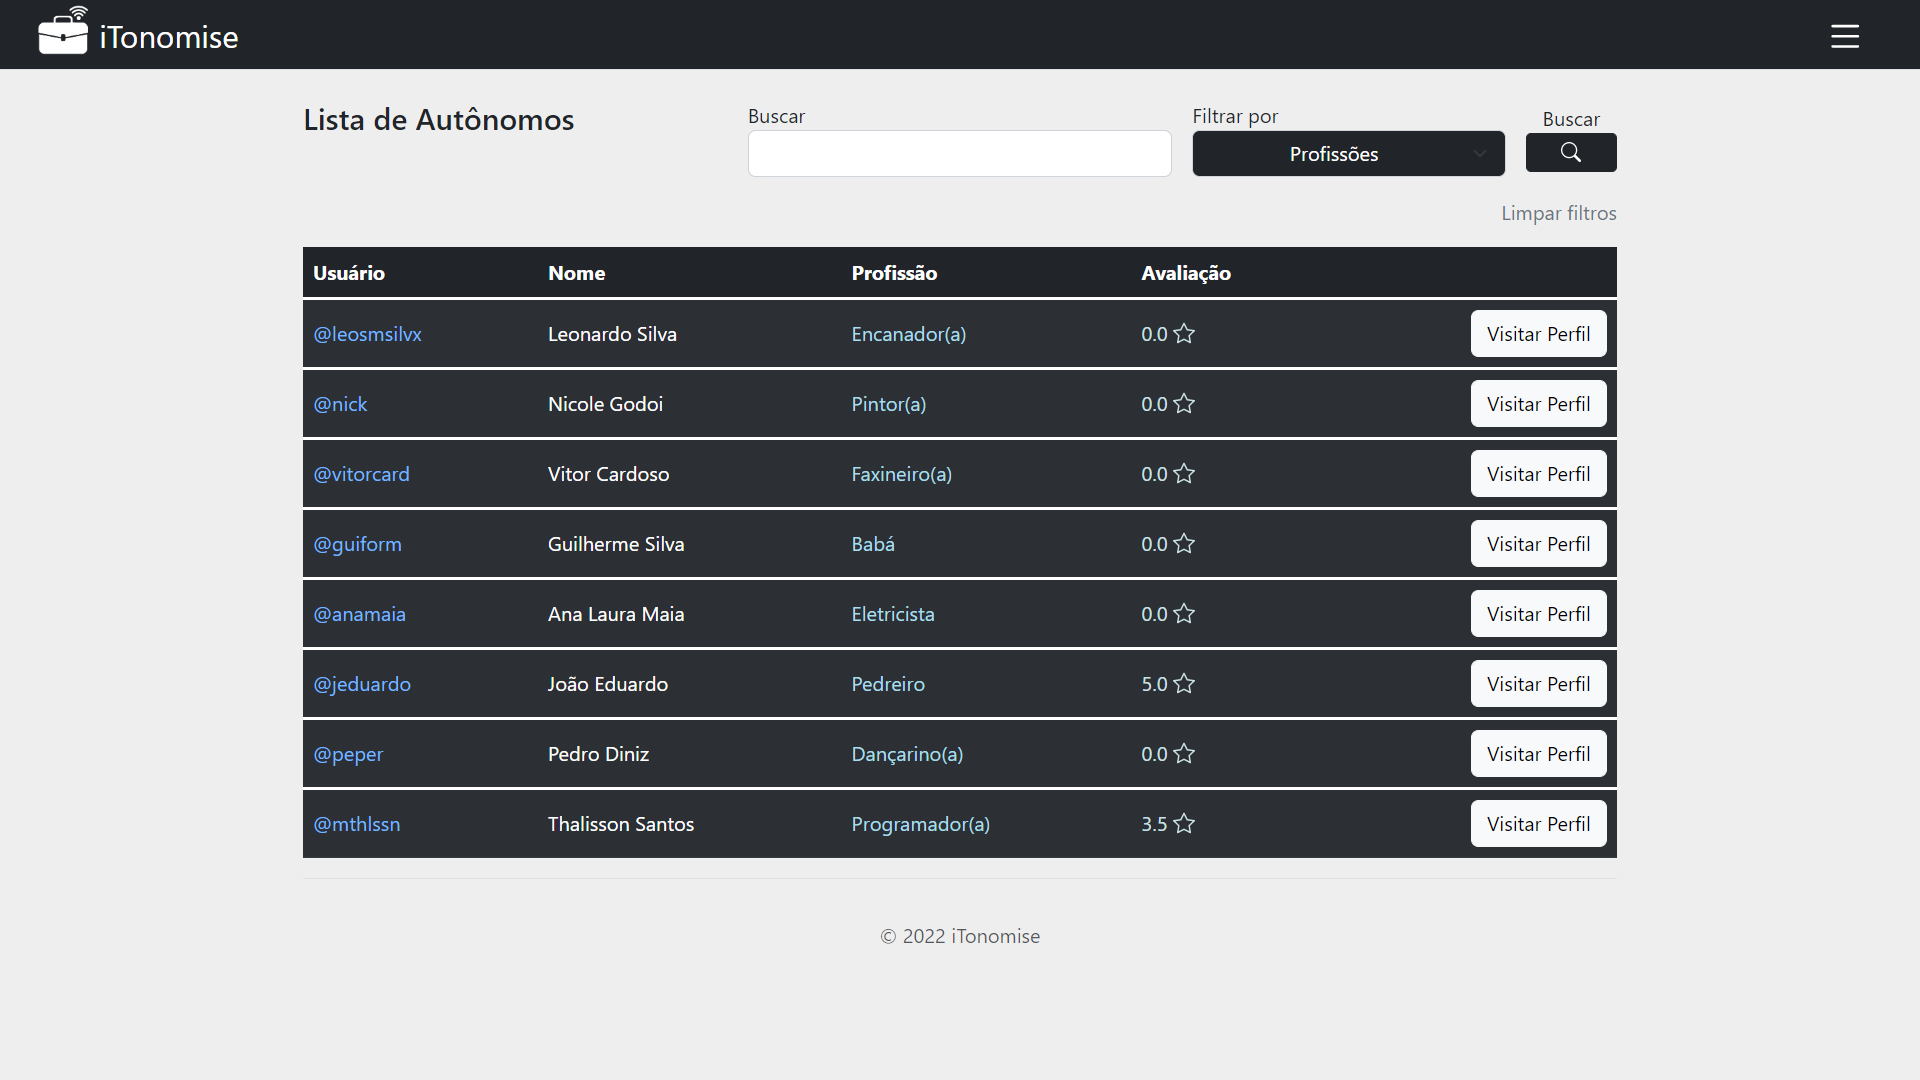 iTonomise
Lista de Autônomos
Buscar
Filtrar por
Profissões
Buscar
Limpar filtros
Usuário Nome Profissão Avaliação
@leosmsilvx Leonardo Silva Encanador(a) 0.0 Visitar Perfil
@nick Nicole Godoi Pintor(a) 0.0 Visitar Perfil
@vitorcard Vitor Cardoso Faxineiro(a) 0.0 Visitar Perfil
@guiform Guilherme Silva Babá 0.0 Visitar Perfil
@anamaia Ana Laura Maia Eletricista 0.0 Visitar Perfil
@jeduardo João Eduardo Pedreiro 5.0 Visitar Perfil
@peper Pedro Diniz Dançarino(a) 0.0 Visitar Perfil
@mthlssn Thalisson Santos Programador(a) 3.5 Visitar Perfil
© 2022 iTonomise